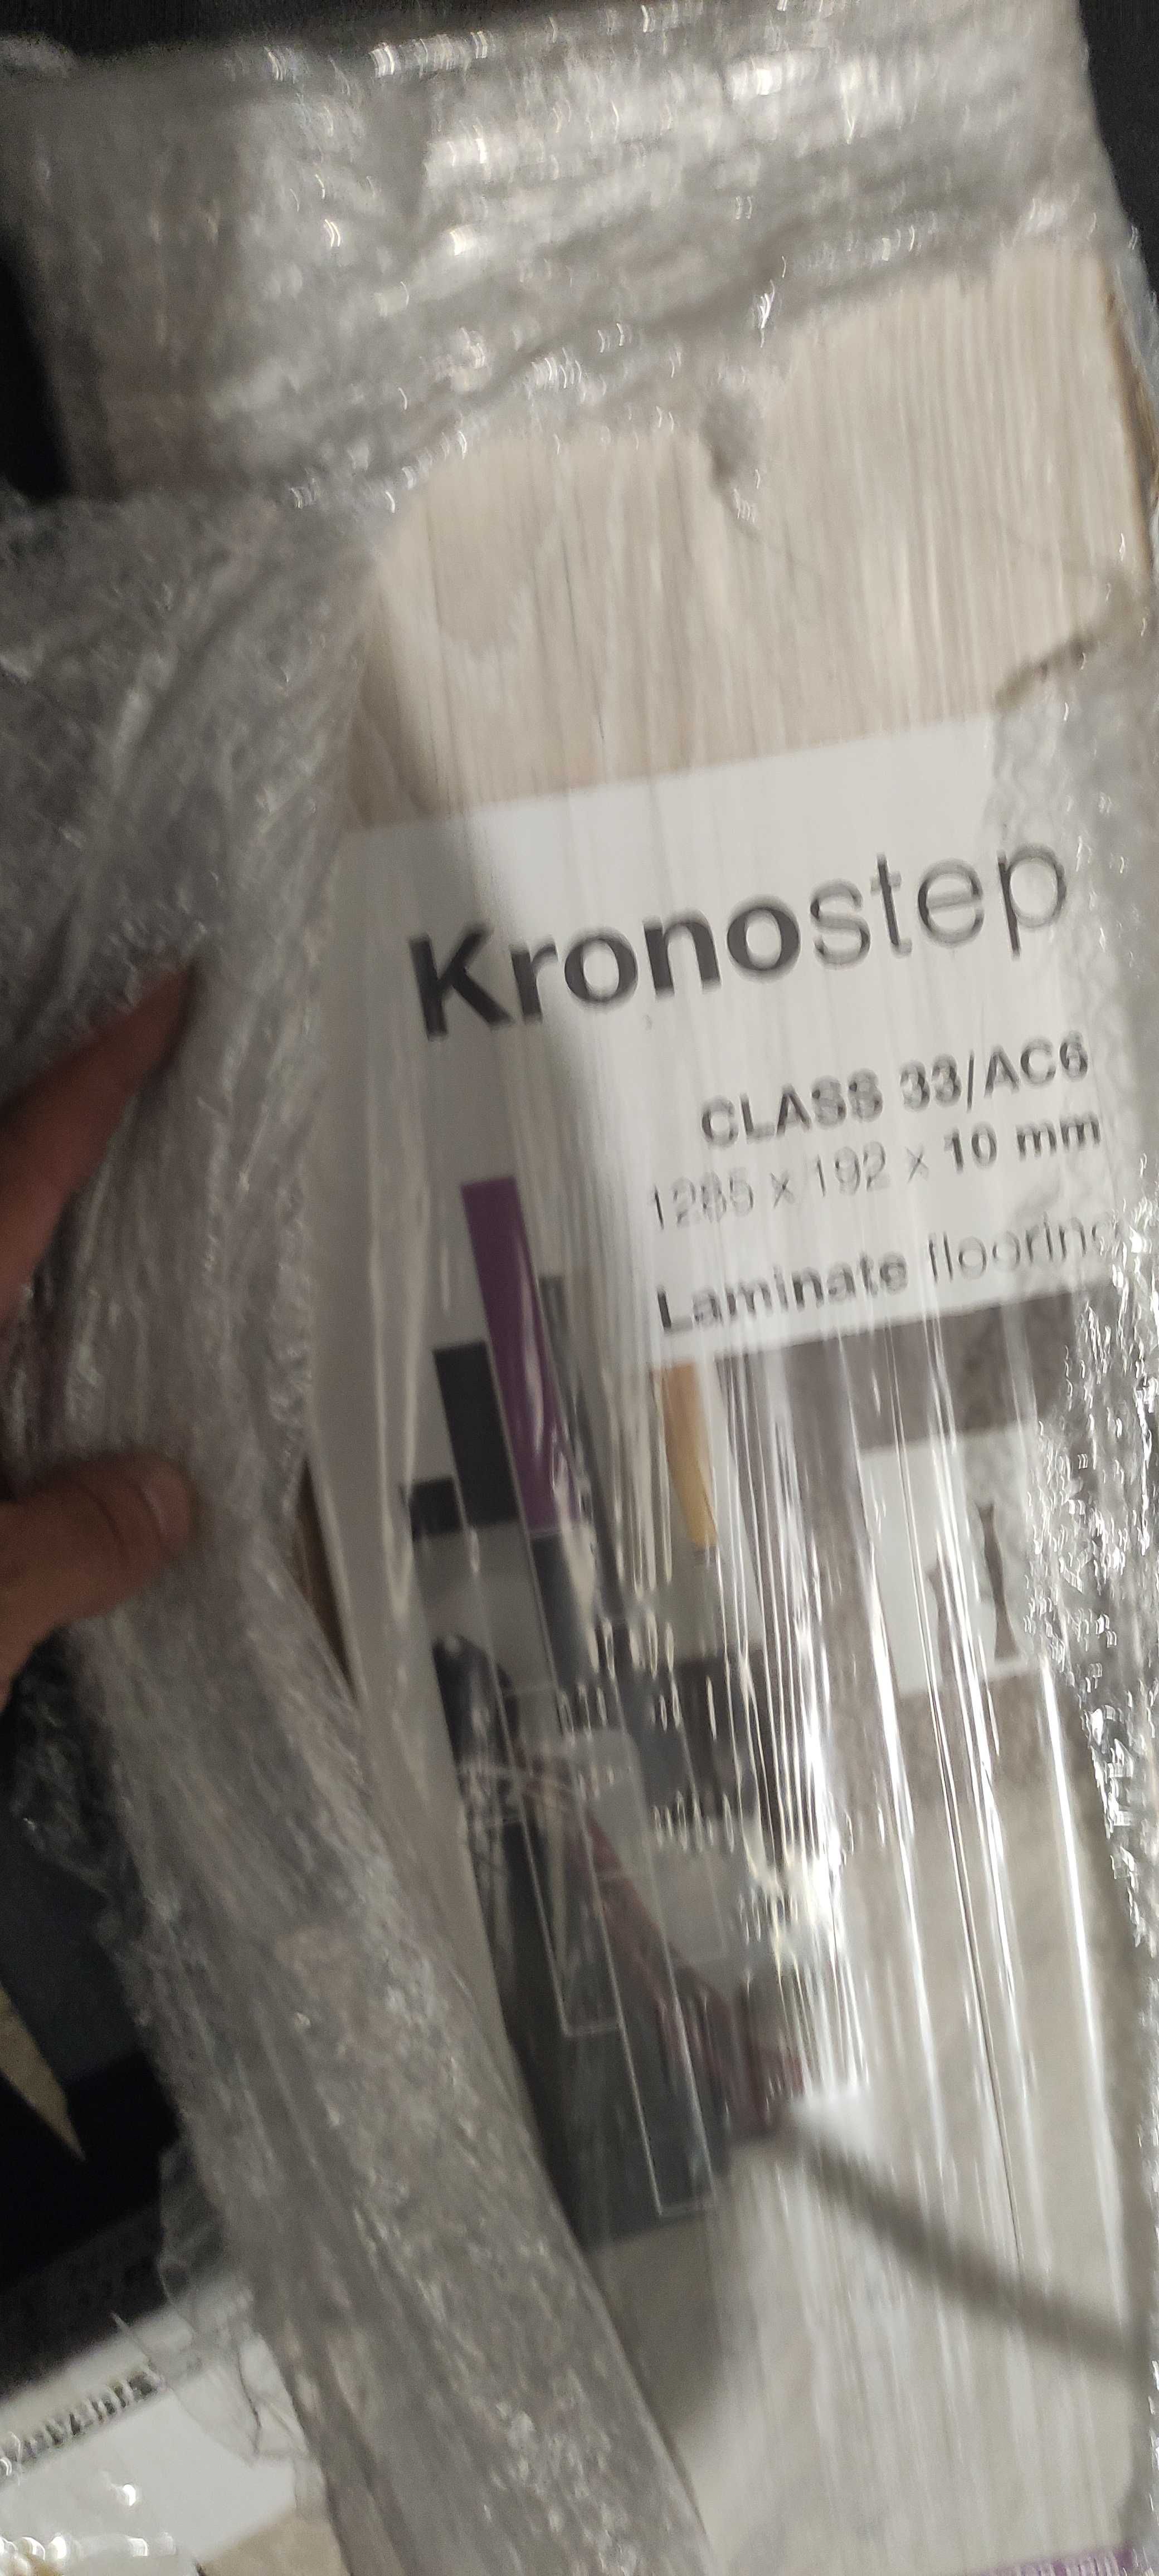 Kronostep
CLASS 33/AC6
1285 x 192 x 10 mm
Laminate flooring